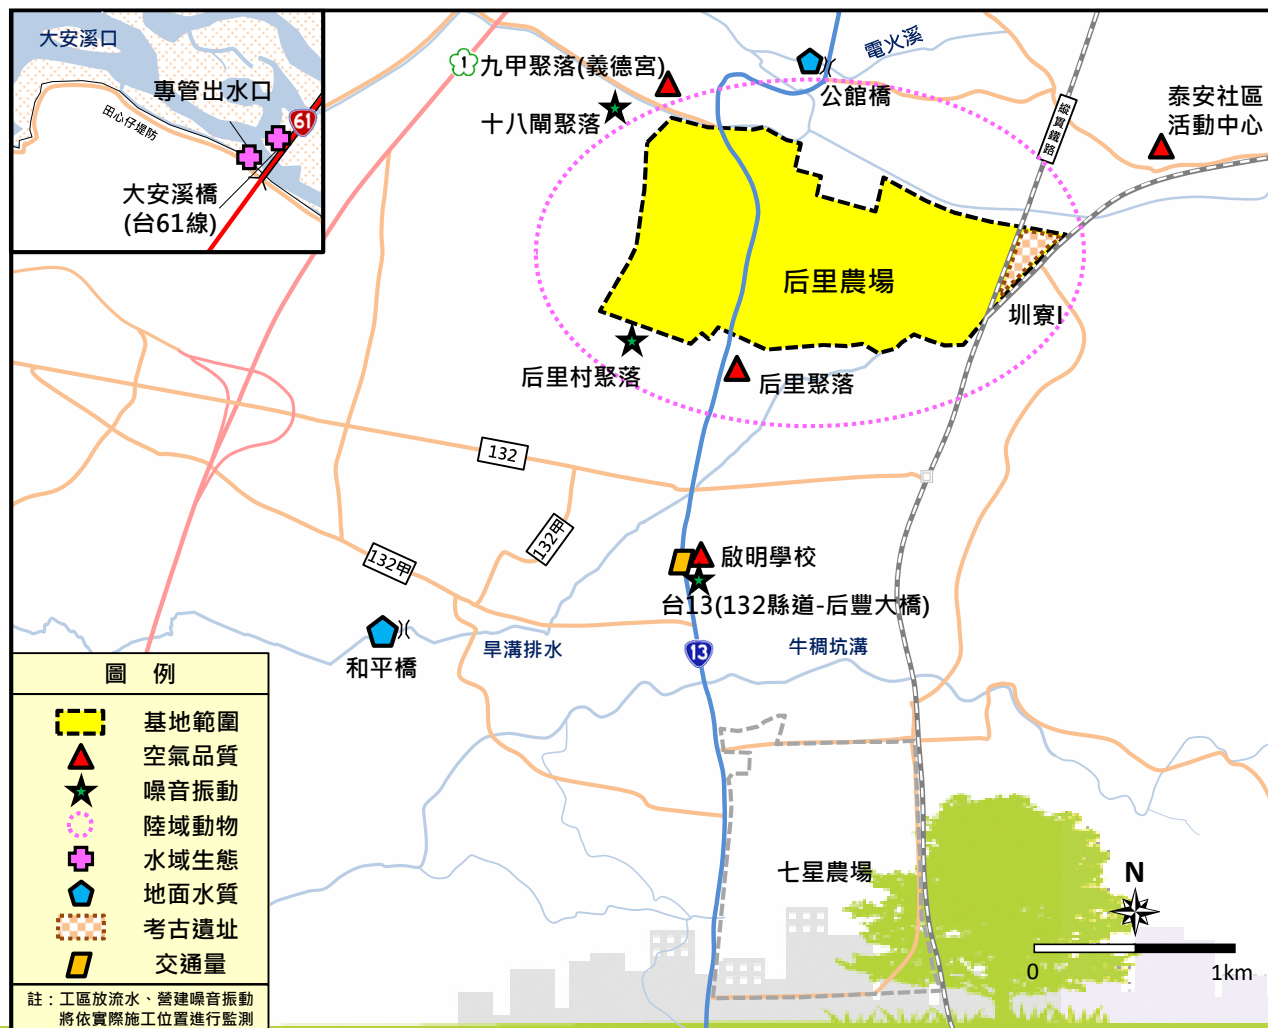 大安溪口
專管出水口
田心仔堤防
61
大安溪橋
(台61線)
1
九甲聚落(義德宮)
十八閘聚落
電火溪
公館橋
縱貫鐵路
泰安社區
活動中心
后里農場
圳寮I
后里村聚落
后里聚落
132
132甲
132甲
啟明學校
台13(132縣道-后豐大橋)
和平橋
旱溝排水
13
牛稠坑溝
七星農場
N
0
1km
圖 例
基地範圍
空氣品質
噪音振動
陸域動物
水域生態
地面水質
考古遺址
交通量
註：工區放流水、營建噪音振動
將依實際施工位置進行監測